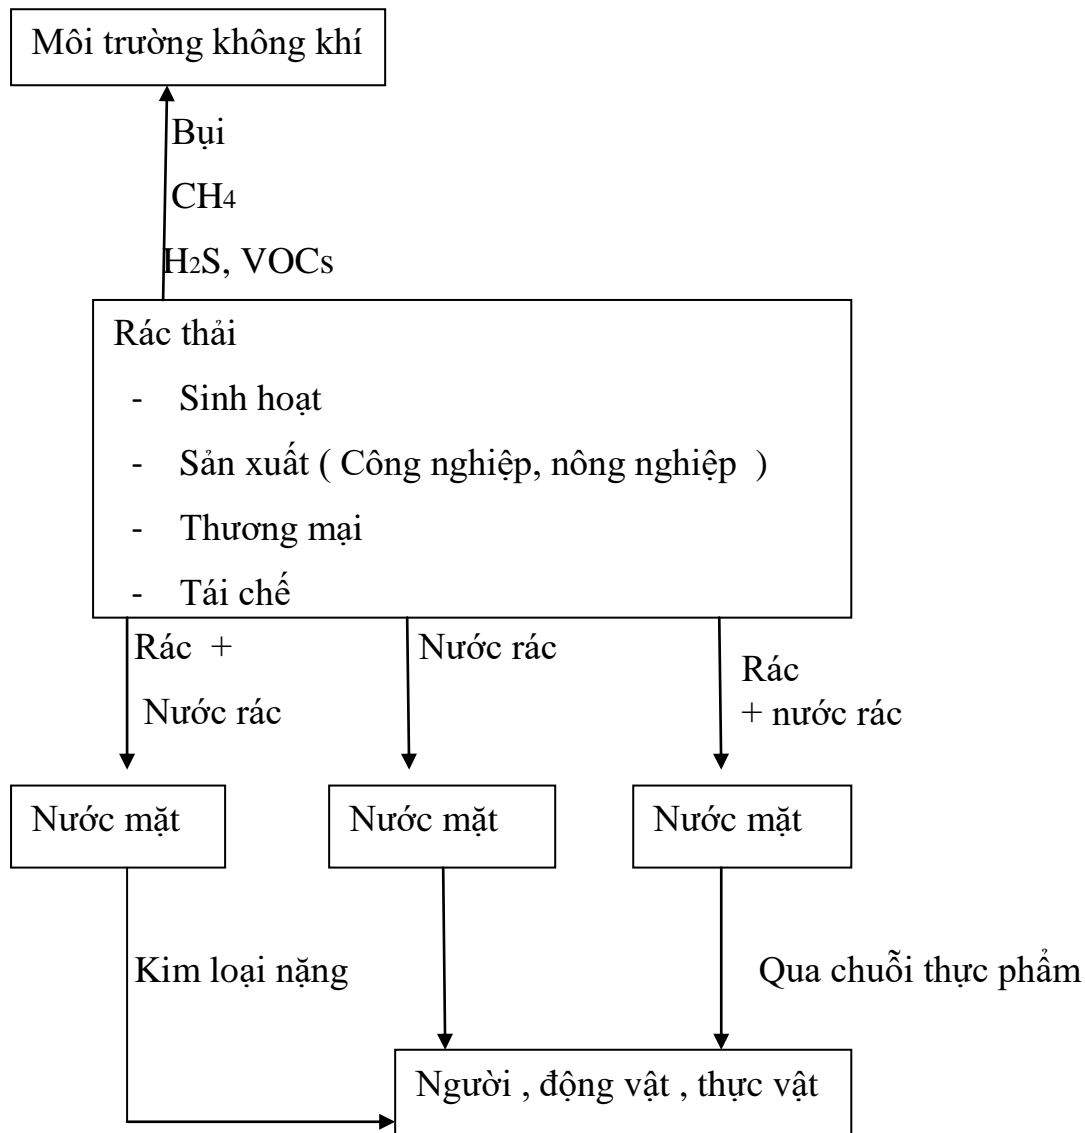 Môi trường không khí
Bụi
CH4
H2S, VOCs
Rác thải
- Sinh hoạt
- Sản xuất ( Công nghiệp, nông nghiệp )
- Thương mại
- Tái chế
Rác +
Nước rác
Nước rác
Rác
+ nước rác
Nước mặt
Nước mặt
Nước mặt
Kim loại nặng
Qua chuỗi thực phẩm
Người , động vật , thực vật